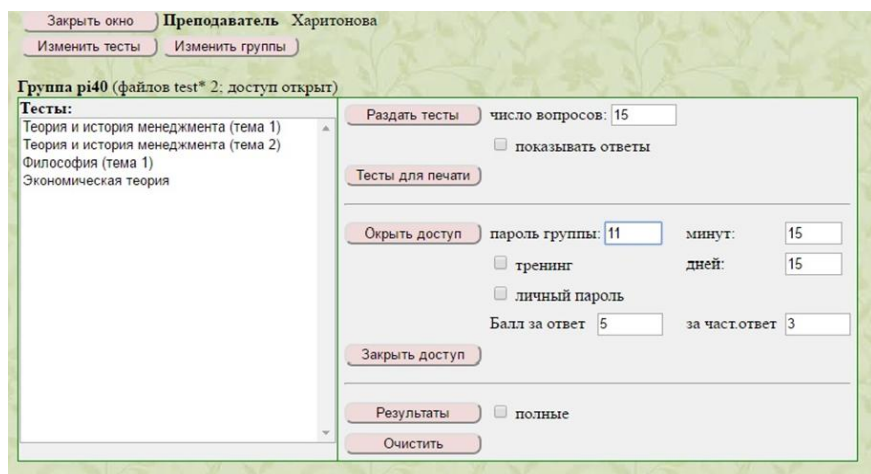 Закрыть окно Преподаватель Харитонова
Изменить тесты Изменить группы
Группа pi40 (файлов test* 2; доступ открыт)
Тесты:
Теория и история менеджмента (тема 1)
Теория и история менеджмента (тема 2)
Философия (тема 1)
Экономическая теория
Раздать тесты число вопросов: 15
показывать ответы
Тесты для печати
Окрыть доступ пароль группы: 11 минут: 15
тренинг дней: 15
личный пароль
Балл за ответ 5 за част.ответ 3
Закрыть доступ
Результаты полные
Очистить